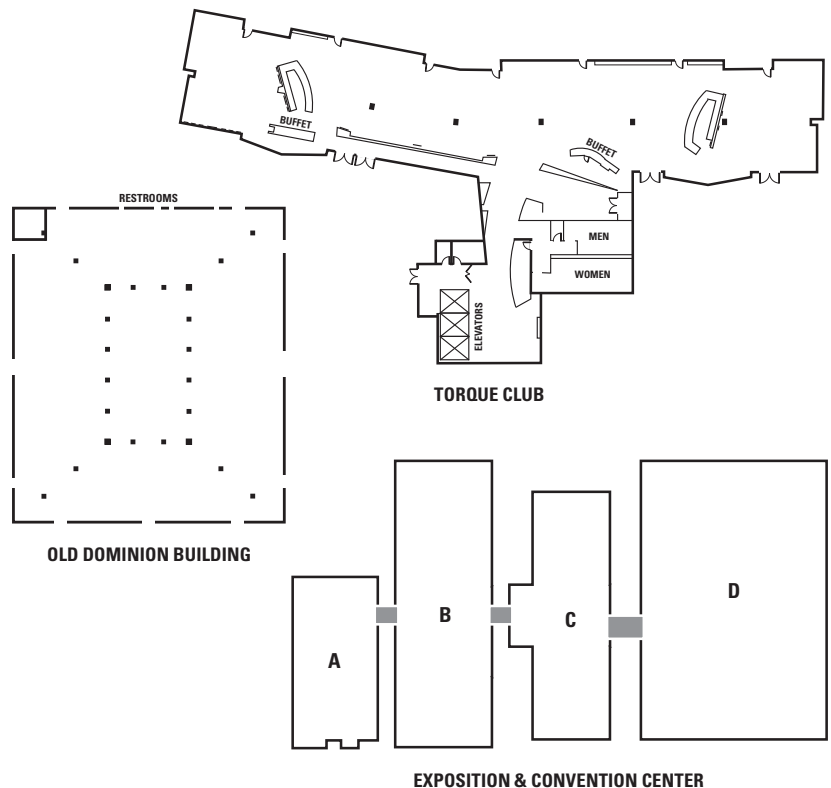 BUFFET
BUFFET
MEN
WOMEN
ELEVATORS
TORQUE CLUB
RESTROOMS
OLD DOMINION BUILDING
A
B
C
D
EXPOSITION & CONVENTION CENTER